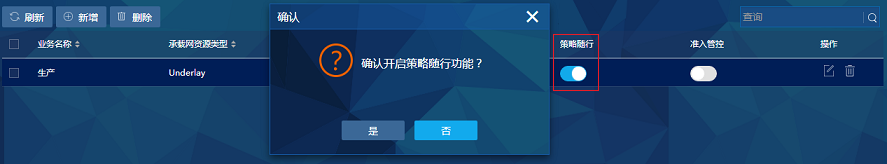 刷新 新增 删除 查询
确认
业务名称 承载网资源类型 策略随行 准入管控 操作
确认开启策略随行功能？
生产 Underlay
是 否